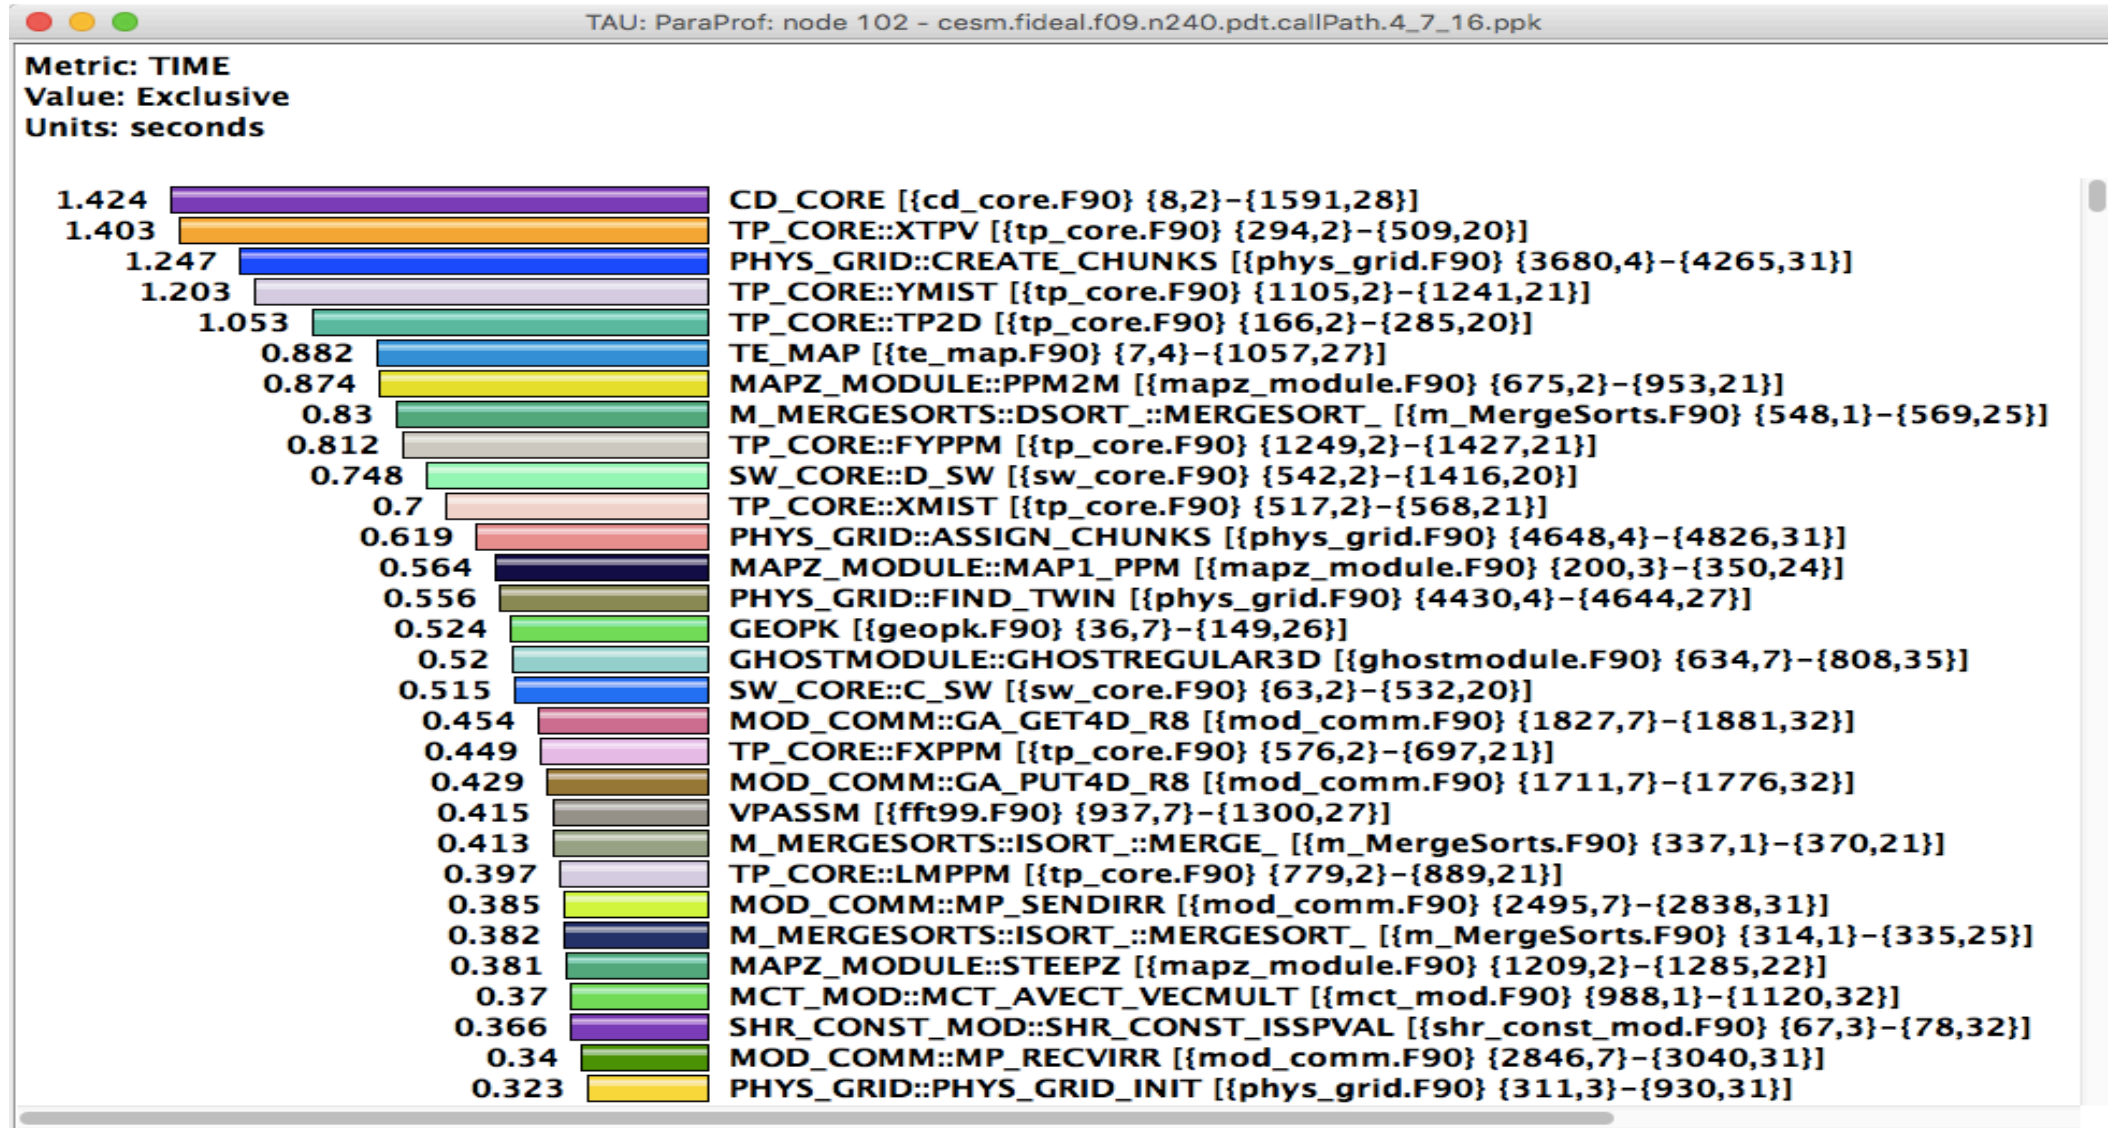 TAU: ParaProf: node 102 - cesm.fideal.f09.n240.pdt.callPath.4_7_16.ppk
Metric: TIME
Value: Exclusive
Units: seconds
1.424 CD_CORE [{cd_core.F90} {8,2}-{1591,28}]
1.403 TP_CORE::XTPV [{tp_core.F90} {294,2}-{509,20}]
1.247 PHYS_GRID::CREATE_CHUNKS [{phys_grid.F90} {3680,4}-{4265,31}]
1.203 TP_CORE::YMIST [{tp_core.F90} {1105,2}-{1241,21}]
1.053 TP_CORE::TP2D [{tp_core.F90} {166,2}-{285,20}]
0.882 TE_MAP [{te_map.F90} {7,4}-{1057,27}]
0.874 MAPZ_MODULE::PPM2M [{mapz_module.F90} {675,2}-{953,21}]
0.83 M_MERGESORTS::DSORT_::MERGESORT_ [{m_MergeSorts.F90} {548,1}-{569,25}]
0.812 TP_CORE::FYPPM [{tp_core.F90} {1249,2}-{1427,21}]
0.748 SW_CORE::D_SW [{sw_core.F90} {542,2}-{1416,20}]
0.7 TP_CORE::XMIST [{tp_core.F90} {517,2}-{568,21}]
0.619 PHYS_GRID::ASSIGN_CHUNKS [{phys_grid.F90} {4648,4}-{4826,31}]
0.564 MAPZ_MODULE::MAP1_PPM [{mapz_module.F90} {200,3}-{350,24}]
0.556 PHYS_GRID::FIND_TWIN [{phys_grid.F90} {4430,4}-{4644,27}]
0.524 GEOPK [{geopk.F90} {36,7}-{149,26}]
0.52 GHOSTMODULE::GHOSTREGULAR3D [{ghostmodule.F90} {634,7}-{808,35}]
0.515 SW_CORE::C_SW [{sw_core.F90} {63,2}-{532,20}]
0.454 MOD_COMM::GA_GET4D_R8 [{mod_comm.F90} {1827,7}-{1881,32}]
0.449 TP_CORE::FXPPM [{tp_core.F90} {576,2}-{697,21}]
0.429 MOD_COMM::GA_PUT4D_R8 [{mod_comm.F90} {1711,7}-{1776,32}]
0.415 VPASSM [{fft99.F90} {937,7}-{1300,27}]
0.413 M_MERGESORTS::ISORT_::MERGE_ [{m_MergeSorts.F90} {337,1}-{370,21}]
0.397 TP_CORE::LMPPM [{tp_core.F90} {779,2}-{889,21}]
0.385 MOD_COMM::MP_SENDIRR [{mod_comm.F90} {2495,7}-{2838,31}]
0.382 M_MERGESORTS::ISORT_::MERGESORT_ [{m_MergeSorts.F90} {314,1}-{335,25}]
0.381 MAPZ_MODULE::STEEPZ [{mapz_module.F90} {1209,2}-{1285,22}]
0.37 MCT_MOD::MCT_AVECT_VECMULT [{mct_mod.F90} {988,1}-{1120,32}]
0.366 SHR_CONST_MOD::SHR_CONST_ISSPVAL [{shr_const_mod.F90} {67,3}-{78,32}]
0.34 MOD_COMM::MP_RECVIRR [{mod_comm.F90} {2846,7}-{3040,31}]
0.323 PHYS_GRID::PHYS_GRID_INIT [{phys_grid.F90} {311,3}-{930,31}]